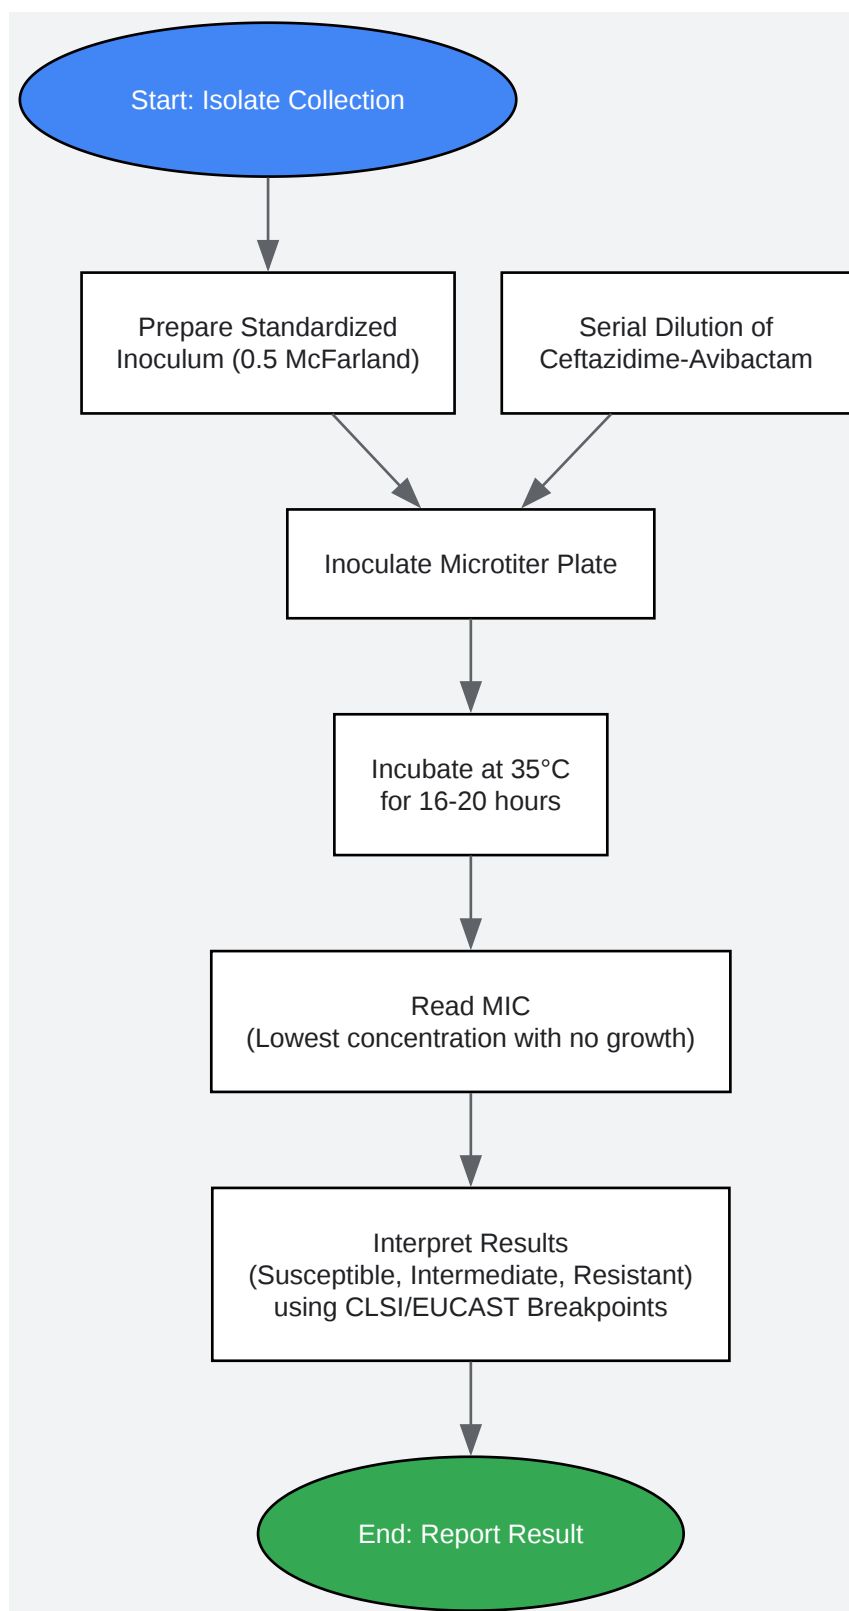 Start: Isolate Collection
Prepare Standardized
Inoculum (0.5 McFarland)
Serial Dilution of
Ceftazidime-Avibactam
Inoculate Microtiter Plate
Incubate at 35°C
for 16-20 hours
Read MIC
(Lowest concentration with no growth)
Interpret Results
(Susceptible, Intermediate, Resistant)
using CLSI/EUCAST Breakpoints
End: Report Result